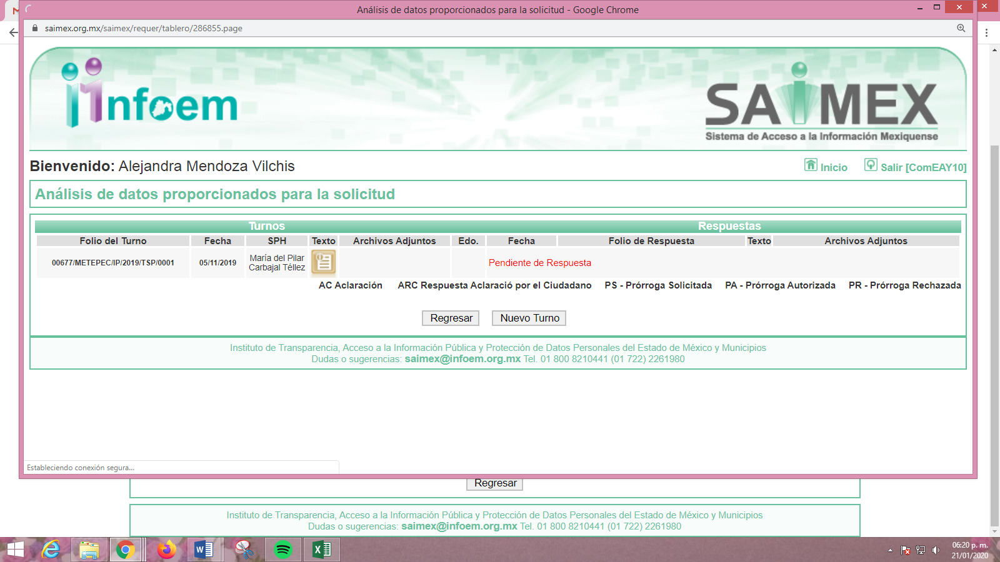 Análisis de datos proporcionados para la solicitud - Google Chrome
saimex.org.mx/saimex/requer/tablero/286855.page
infoem
SAIMEX
Sistema de Acceso a la Información Mexiquense
Bienvenido: Alejandra Mendoza Vilchis
Inicio Salir [ComEAY10]
Análisis de datos proporcionados para la solicitud
Turnos Respuestas
Folio del Turno Fecha SPH Texto Archivos Adjuntos Edo. Fecha Folio de Respuesta Texto Archivos Adjuntos
00677/METEPEC/IP/2019/TSP/0001 05/11/2019 María del Pilar Carbajal Téllez Pendiente de Respuesta
AC Aclaración ARC Respuesta Aclaració por el Ciudadano PS - Prórroga Solicitada PA - Prórroga Autorizada PR - Prórroga Rechazada
Regresar Nuevo Turno
Instituto de Transparencia, Acceso a la Información Pública y Protección de Datos Personales del Estado de México y Municipios
Dudas o sugerencias: saimex@infoem.org.mx Tel. 01 800 8210441 (01 722) 2261980
Estableciendo conexión segura...
Regresar
Instituto de Transparencia, Acceso a la Información Pública y Protección de Datos Personales del Estado de México y Municipios
Dudas o sugerencias: saimex@infoem.org.mx Tel. 01 800 8210441 (01 722) 2261980
06:20 p. m.
21/01/2020